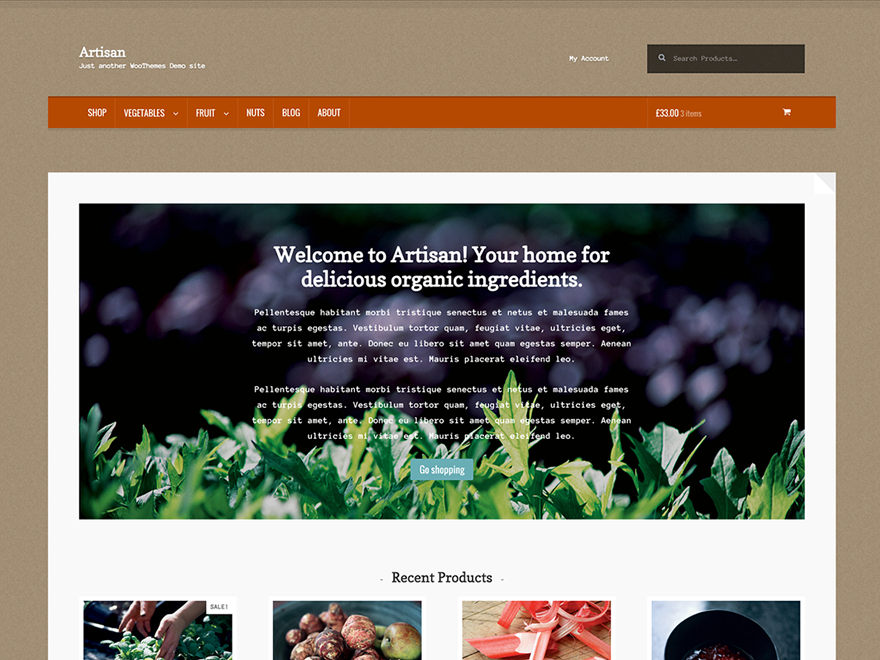 Artisan
Just another WooThemes Demo site
My Account
Search Products…
SHOP
VEGETABLES
FRUIT
NUTS
BLOG
ABOUT
£33.00 3 items
Welcome to Artisan! Your home for
delicious organic ingredients.
Pellentesque habitant morbi tristique senectus et netus et malesuada fames
ac turpis egestas. Vestibulum tortor quam, feugiat vitae, ultricies eget,
tempor sit amet, ante. Donec eu libero sit amet quam egestas semper. Aenean
ultricies mi vitae est. Mauris placerat eleifend leo.
Pellentesque habitant morbi tristique senectus et netus et malesuada fames
ac turpis egestas. Vestibulum tortor quam, feugiat vitae, ultricies eget,
tempor sit amet, ante. Donec eu libero sit amet quam egestas semper. Aenean
ultricies mi vitae est. Mauris placerat eleifend leo.
Go shopping
- Recent Products -
SALE!